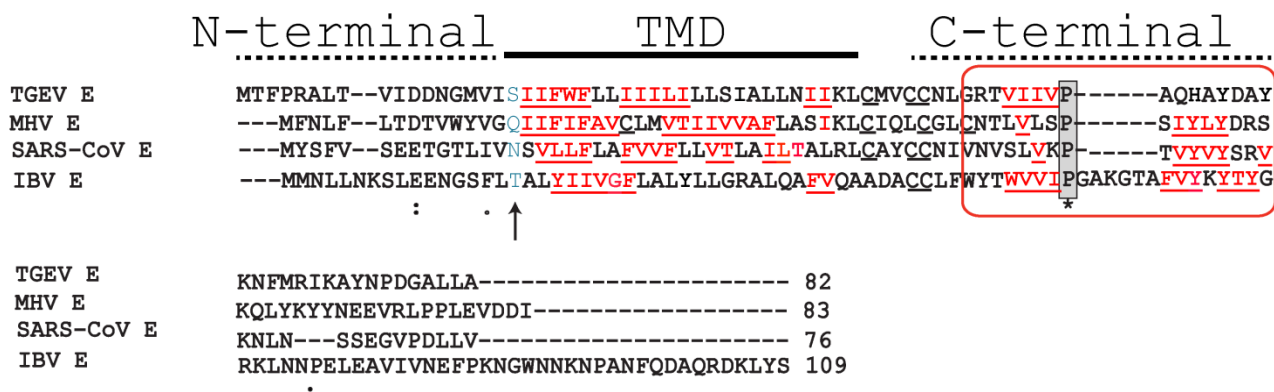 N-terminal TMD C-terminal
TGEV E MTFPRALT--VIDDNGMVISIIFWFLLIIILILLSIALLNIIKLCMVCCNLGRTVIIVP------AQHAYDAY
MHV E ---MFNLF--LTDTVWYVGQIIFIFAVCLMVTIIVVAFLASIKLCIQLCGLCNTLVLSP------SIYLYDRS
SARS-CoV E ---MYSFV--SEETGTLIVNSVLLFLAFVVFLLVTLAILTALRLCAYCCNIVNVSLVKP------TVYVYSRV
IBV E ---MMNLLNKSLEENGSFLTALYIIVGFLALYLLGRALQAFVQAADACCLFWYTWVVIPGAKGTAFVYKYTYG
: . *
TGEV E KNFMRIKAYNPDGALLA--------------------- 82
MHV E KQLYKYYNEEVRLPPLEVDDI----------------- 83
SARS-CoV E KNLN---SSEGVPDLLV--------------------- 76
IBV E RKLNNPELEAVIVNEFPKNGWNNKNPANFQDAQRDKLYS 109
.